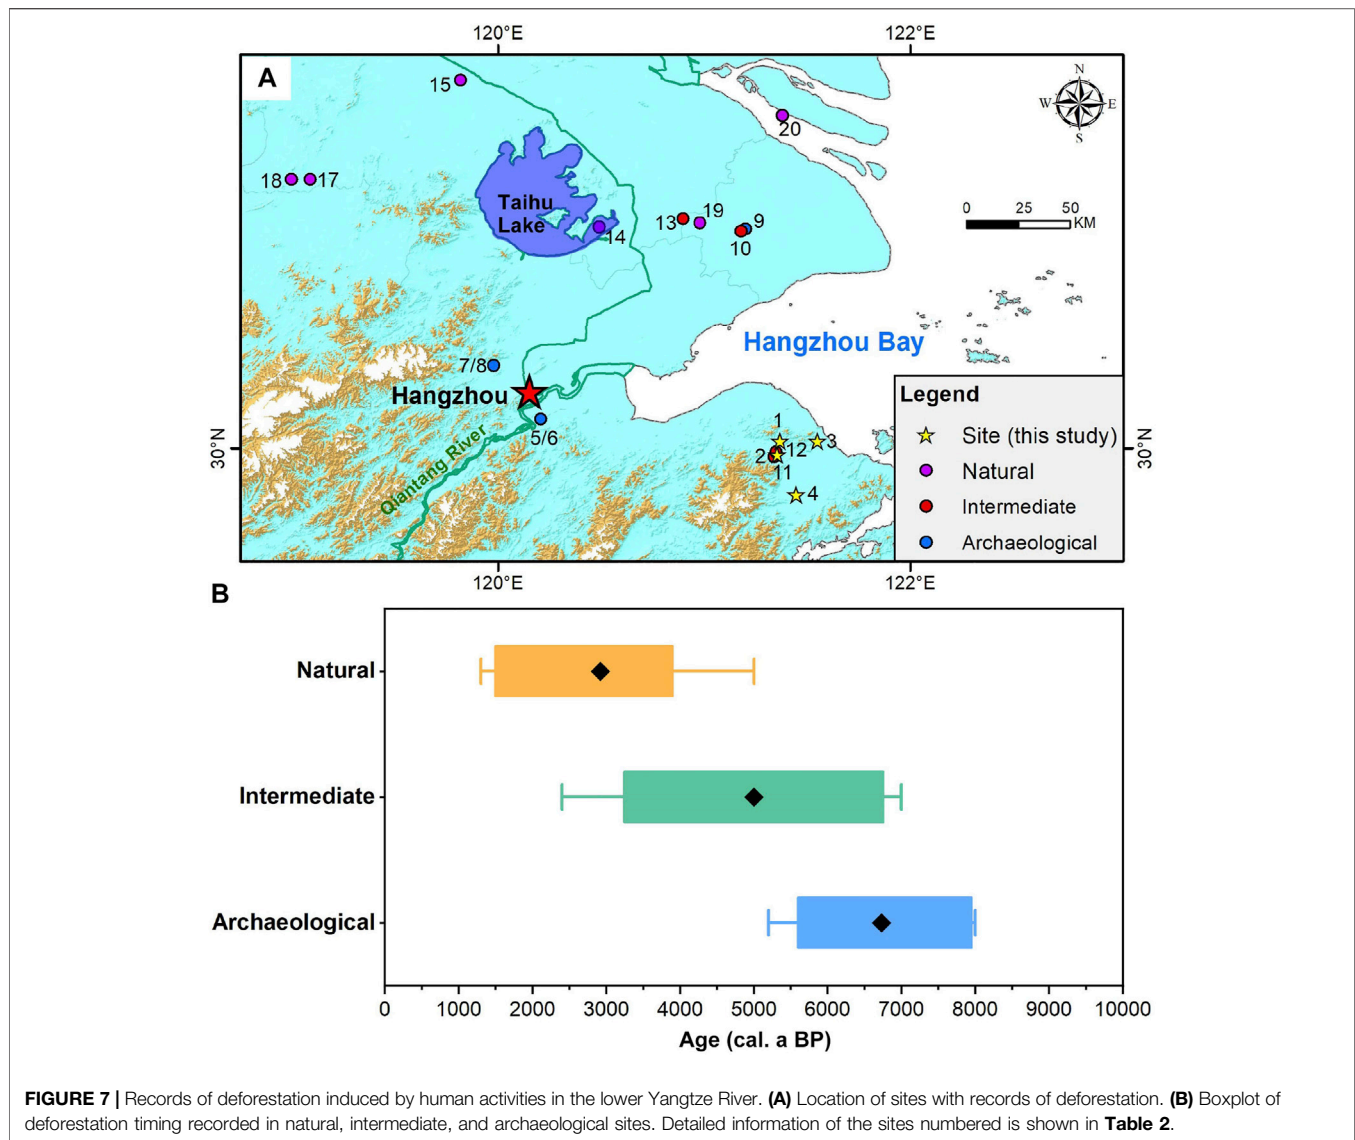 120°E 122°E
A
N
W E
S
15
20
18 17
Taihu
Lake
14
13 19 9
10
0 25 50
KM
Hangzhou Bay
7/8
Hangzhou
5/6
Qiantang River
30°N 30°N
1
2 12 3
11
4
Legend
Site (this study)
Natural
Intermediate
Archaeological
120°E 122°E
B
Natural
Intermediate
Archaeological
0 1000 2000 3000 4000 5000 6000 7000 8000 9000 10000
Age (cal. a BP)
FIGURE 7 | Records of deforestation induced by human activities in the lower Yangtze River. (A) Location of sites with records of deforestation. (B) Boxplot of
deforestation timing recorded in natural, intermediate, and archaeological sites. Detailed information of the sites numbered is shown in Table 2.